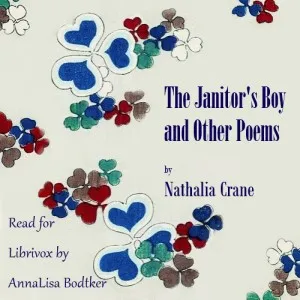 The Janitor's Boy
and Other Poems
by
Nathalia Crane
Read for
Librivox by
AnnaLisa Bodtker